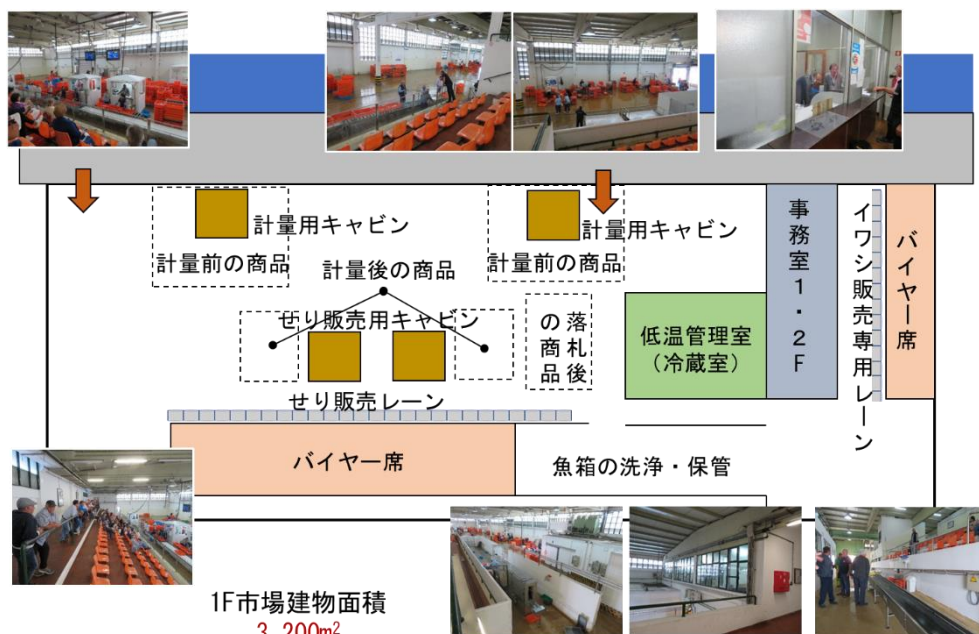 計量用キャビン
計量前の商品
計量用キャビン
計量前の商品
計量後の商品
せり販売用キャビン
落札後
の商品
せり販売レーン
バイヤー席
低温管理室
(冷蔵室)
事務室1・2F
イワシ販売専用レーン
バイヤー席
魚箱の洗浄・保管
1F市場建物面積
3,200m²